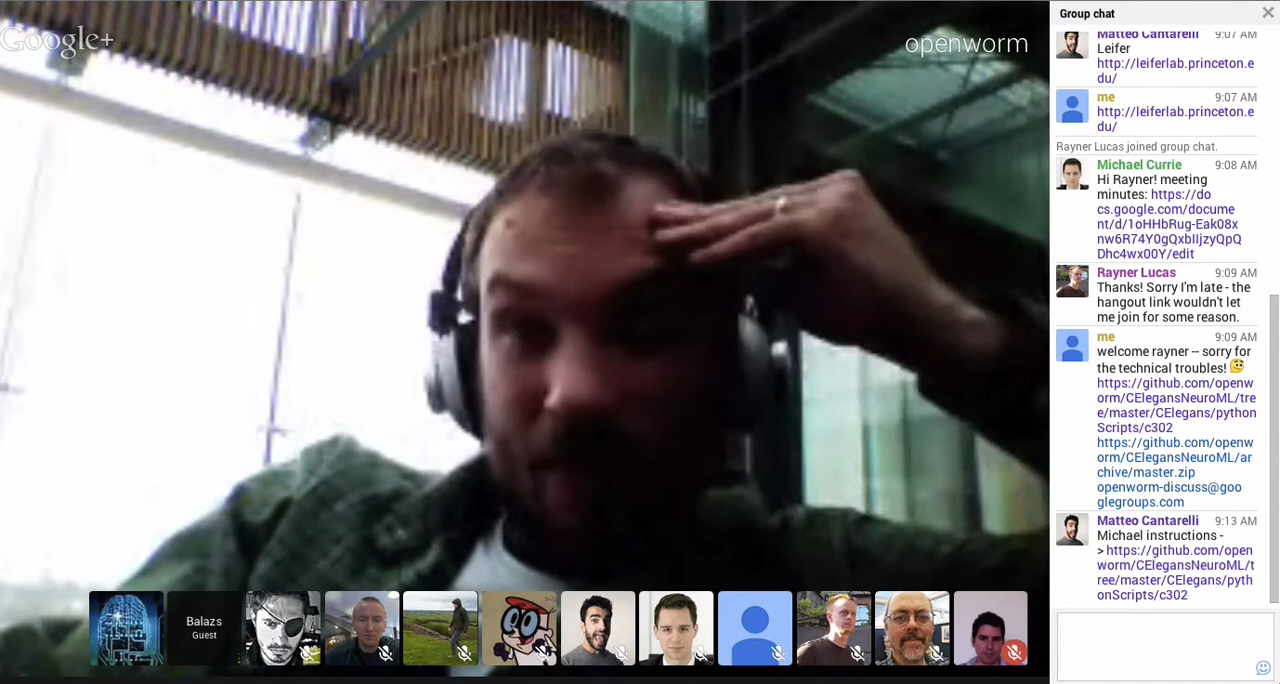 Google+
openworm
Balazs
Guest
Group chat
Matteo Cantarelli 9:07 AM
Leifer
http://leiferlab.princeton.e
du/
me 9:07 AM
http://leiferlab.princeton.e
du/
Rayner Lucas joined group chat.
Michael Currie 9:08 AM
Hi Rayner! meeting
minutes: https://do
cs.google.com/docume
nt/d/1oHHbRug-Eak08x
nw6R74Y0gQxbIIjzyQpQ
Dhc4wx00Y/edit
Rayner Lucas 9:09 AM
Thanks! Sorry I'm late - the
hangout link wouldn't let
me join for some reason.
me 9:09 AM
welcome rayner -- sorry for
the technical troubles!
https://github.com/openw
orm/CElegansNeuroML/tre
e/master/CElegans/python
Scripts/c302
https://github.com/openw
orm/CElegansNeuroML/ar
chive/master.zip
openworm-discuss@goo
glegroups.com
Matteo Cantarelli 9:13 AM
Michael instructions -
> https://github.com/open
worm/CElegansNeuroML/t
ree/master/CElegans/pyth
onScripts/c302